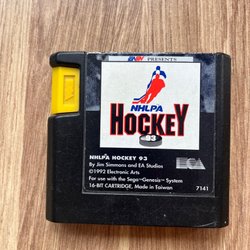 EASN PRESENTS
NHLPA
HOCKEY
93
NHLPA HOCKEY 93
By Jim Simmons and EA Studios
©1992 Electronic Arts
For use with the Sega™ Genesis™ System
16-BIT CARTRIDGE, Made in Taiwan
7141